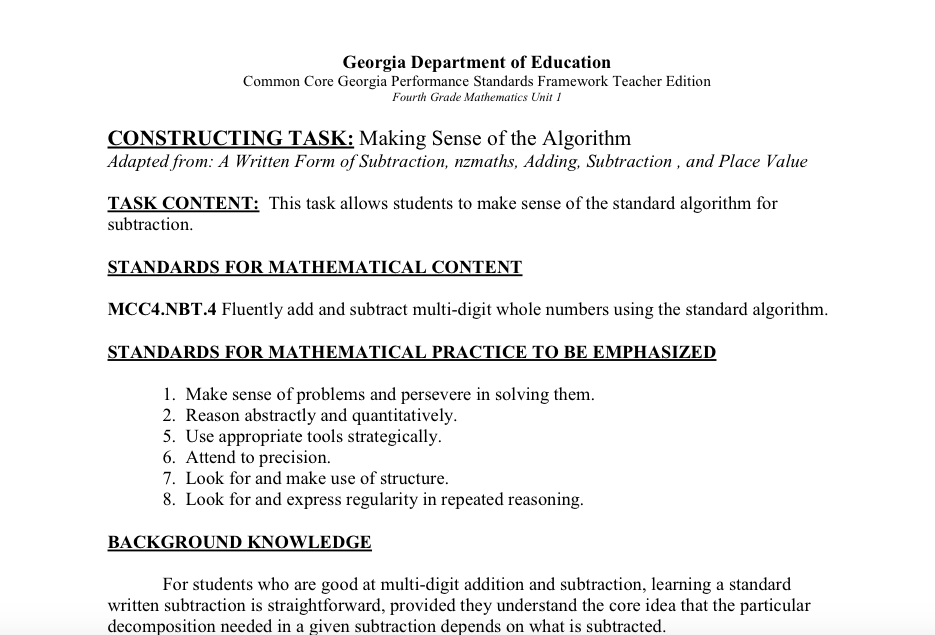 Georgia Department of Education
Common Core Georgia Performance Standards Framework Teacher Edition
Fourth Grade Mathematics Unit 1
CONSTRUCTING TASK: Making Sense of the Algorithm
Adapted from: A Written Form of Subtraction, nzmaths, Adding, Subtraction , and Place Value
TASK CONTENT: This task allows students to make sense of the standard algorithm for
subtraction.
STANDARDS FOR MATHEMATICAL CONTENT
MCC4.NBT.4 Fluently add and subtract multi-digit whole numbers using the standard algorithm.
STANDARDS FOR MATHEMATICAL PRACTICE TO BE EMPHASIZED
1. Make sense of problems and persevere in solving them.
2. Reason abstractly and quantitatively.
5. Use appropriate tools strategically.
6. Attend to precision.
7. Look for and make use of structure.
8. Look for and express regularity in repeated reasoning.
BACKGROUND KNOWLEDGE
For students who are good at multi-digit addition and subtraction, learning a standard
written subtraction is straightforward, provided they understand the core idea that the particular
decomposition needed in a given subtraction depends on what is subtracted.